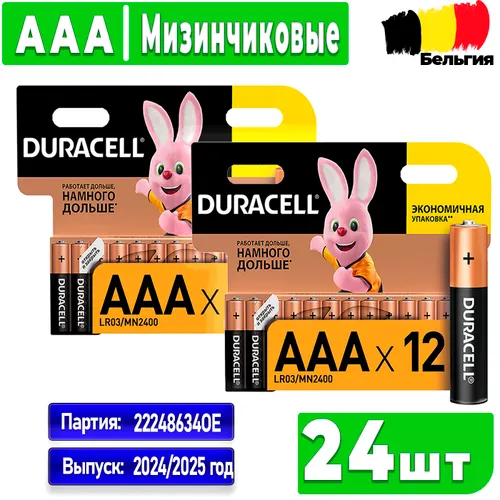 AAA Мизинчиковые
Бельгия
DURACELL
РАБОТАЕТ ДОЛЬШЕ,
НАМНОГО
ДОЛЬШЕ*
AAA x
LR03/MN2400
DURACELL
ЭКОНОМИЧНАЯ
УПАКОВКА**
РАБОТАЕТ ДОЛЬШЕ,
НАМНОГО
ДОЛЬШЕ*
AAA x 12
LR03/MN2400
DURACELL
Партия: 222486340E
Выпуск: 2024/2025 год
24шт